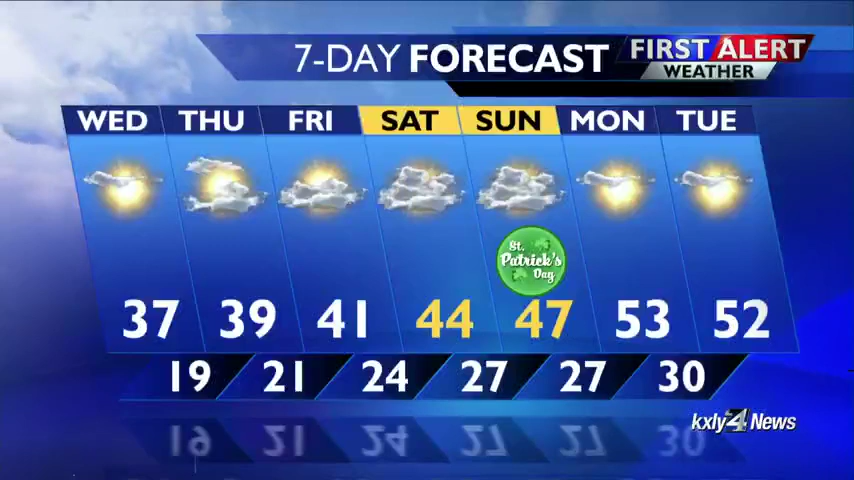 7-DAY FORECAST
FIRST ALERT
WEATHER
WED THU FRI SAT SUN MON TUE
St.
Patrick's
Day
37 39 41 44 47 53 52
19 21 24 27 27 30
kxly4 News